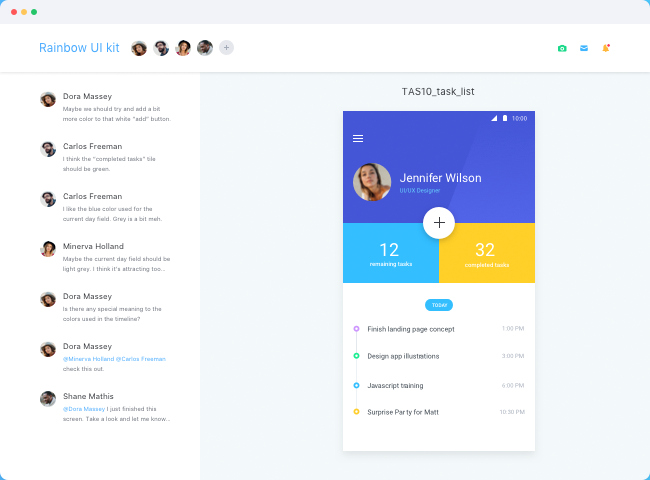 Rainbow UI kit
Dora Massey
Maybe we should try and add a bit
more color to that white "add" button.
Carlos Freeman
I think the "completed tasks" tile
should be green.
Carlos Freeman
I like the blue color used for the
current day field. Grey is a bit meh.
Minerva Holland
Maybe the current day field should be
light grey. I think it's attracting too...
Dora Massey
Is there any special meaning to the
colors used in the timeline?
Dora Massey
@Minerva Holland @Carlos Freeman
check this out.
Shane Mathis
@Dora Massey I just finished this
screen. Take a look and let me know...
TAS10_task_list
10:00
Jennifer Wilson
UI/UX Designer
12
remaining tasks
32
completed tasks
TODAY
Finish landing page concept 1:00 PM
Design app illustrations 3:00 PM
Javascript training 6:00 PM
Surprise Party for Matt 10:30 PM